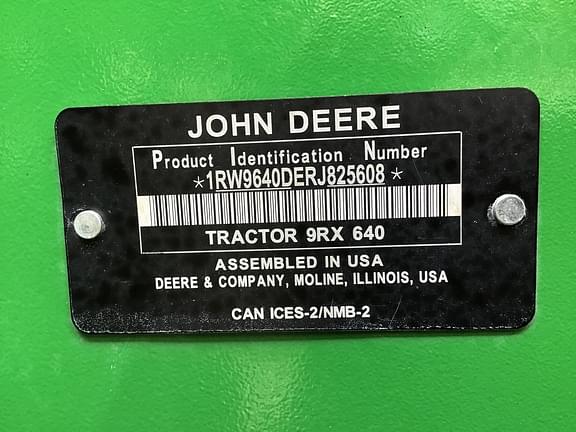 JOHN DEERE
Product Identification Number
*1RW9640DERJ825608*
TRACTOR 9RX 640
ASSEMBLED IN USA
DEERE & COMPANY, MOLINE, ILLINOIS, USA
CAN ICES-2/NMB-2